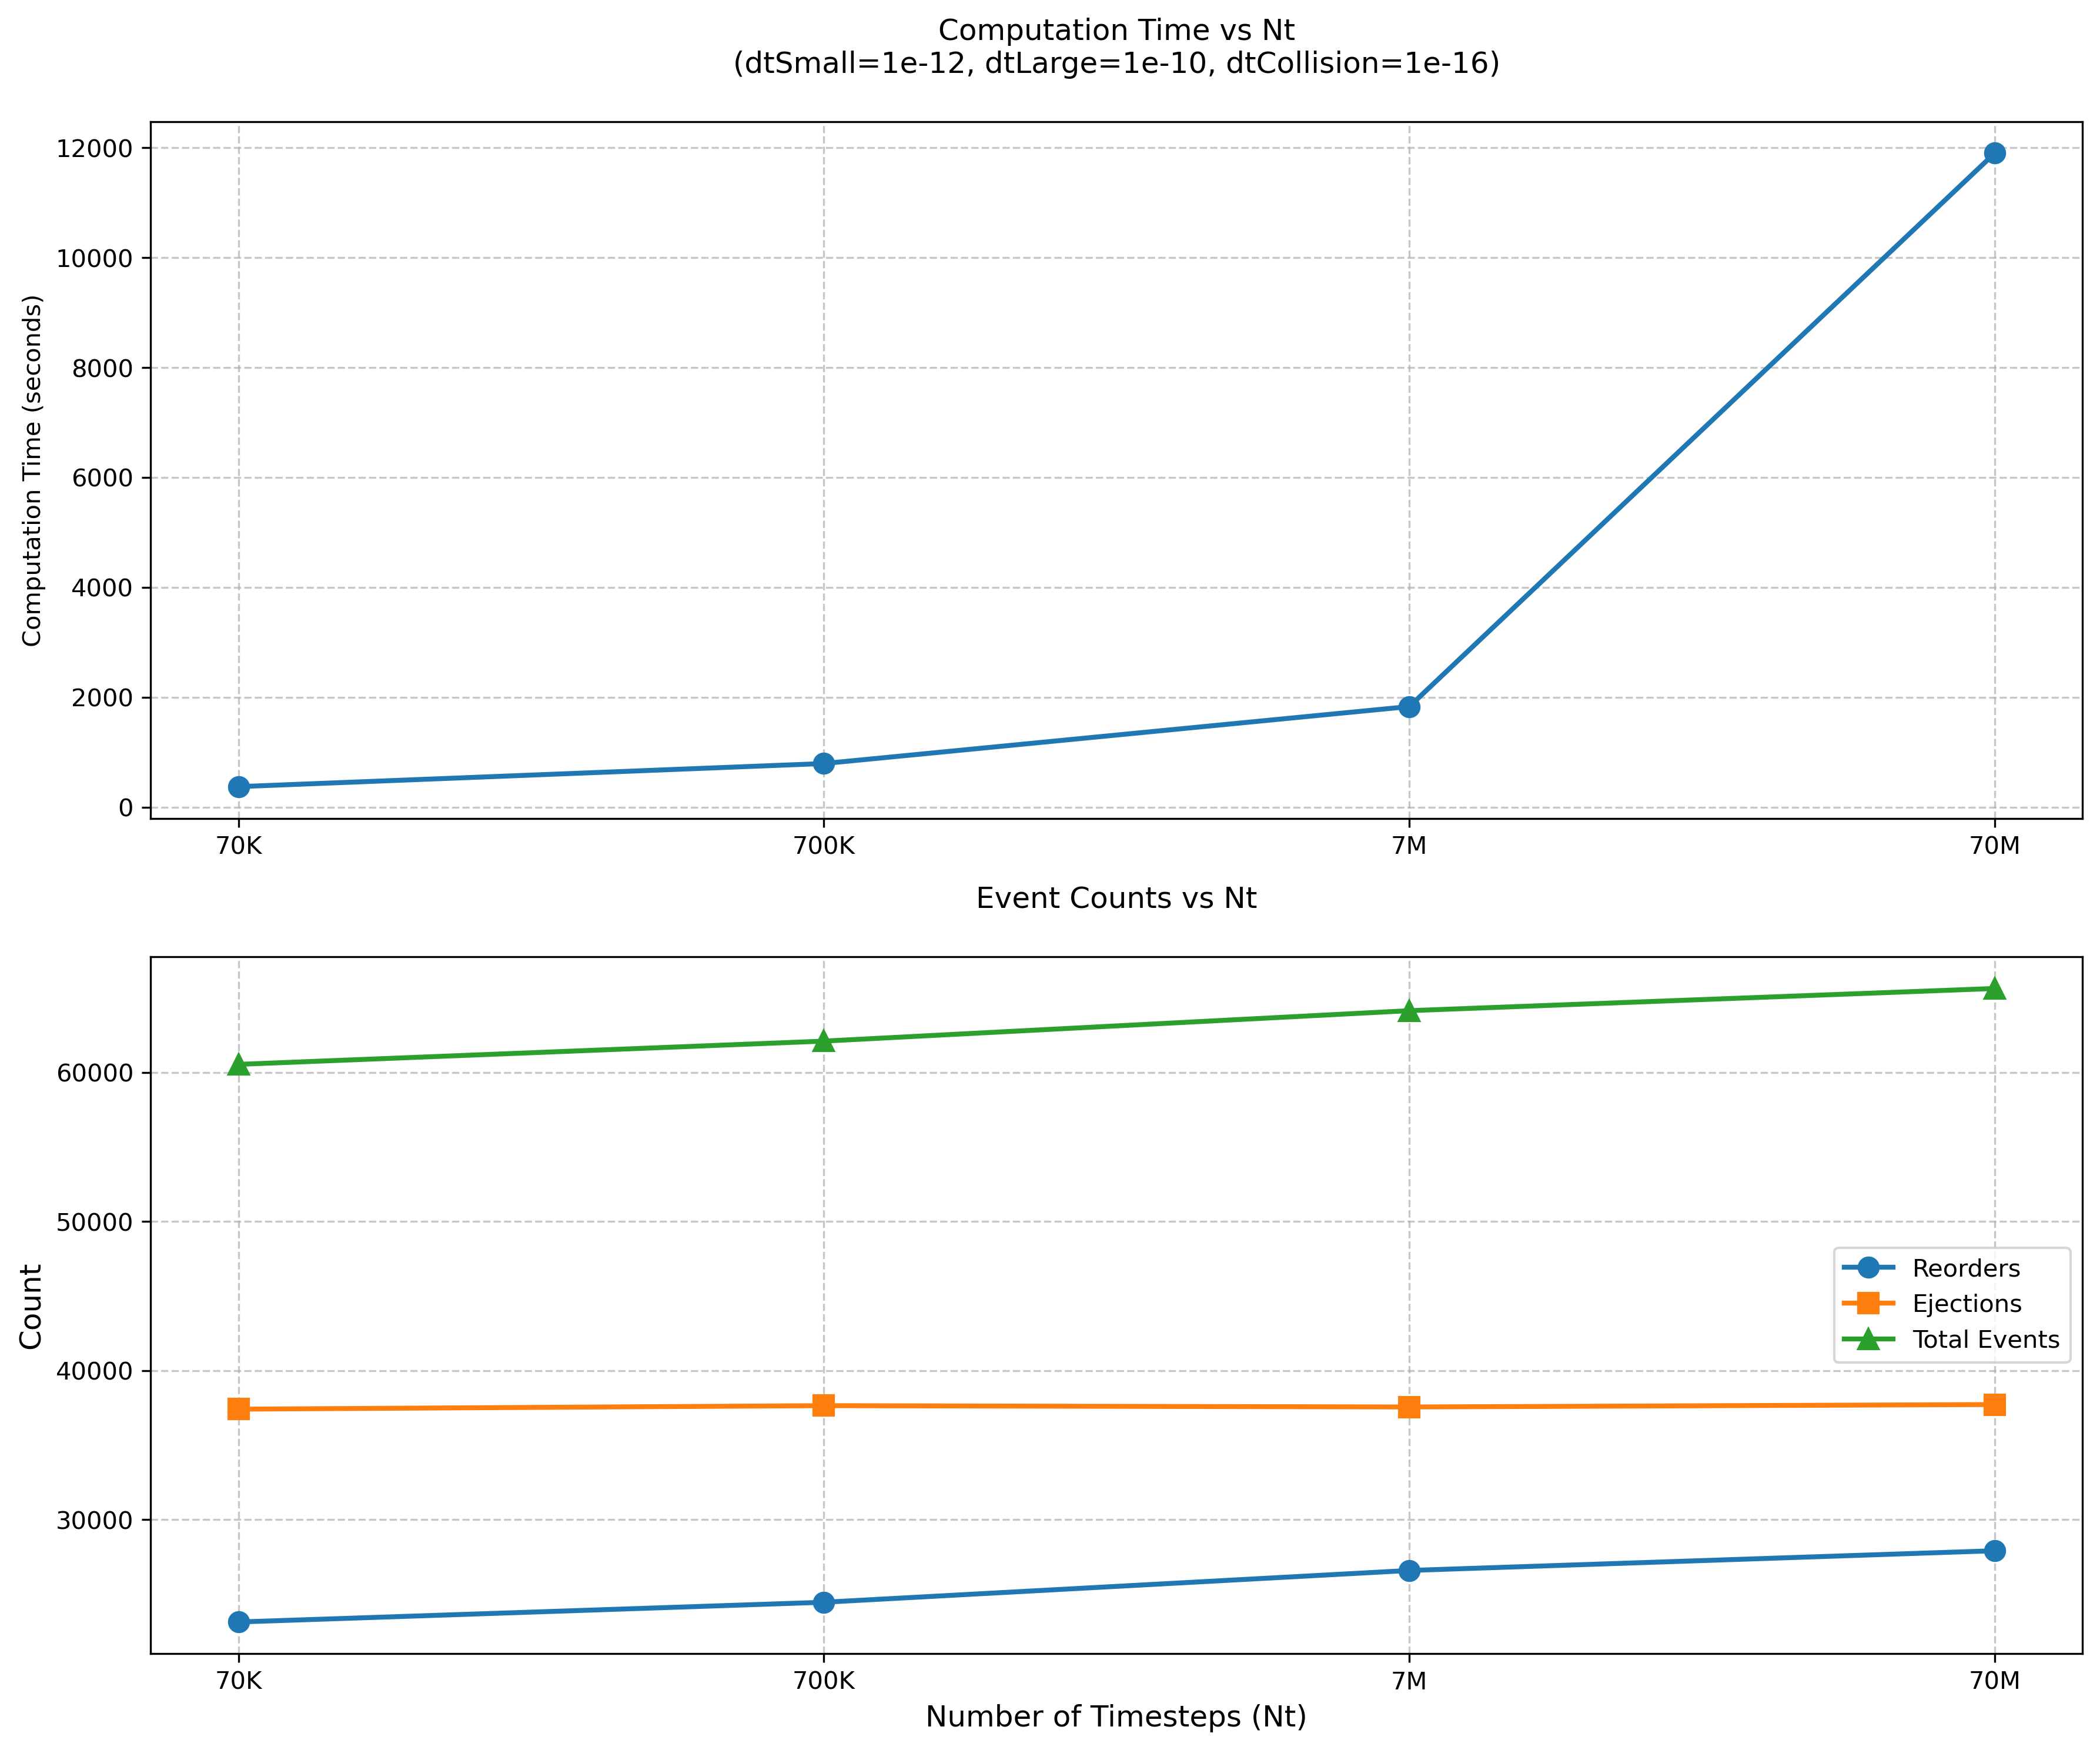 Computation Time vs Nt
(dtSmall=1e-12, dtLarge=1e-10, dtCollision=1e-16)
Computation Time (seconds)
12000
10000
8000
6000
4000
2000
0
70K
700K
7M
70M
Event Counts vs Nt
Count
60000
50000
40000
30000
Reorders
Ejections
Total Events
70K
700K
7M
70M
Number of Timesteps (Nt)